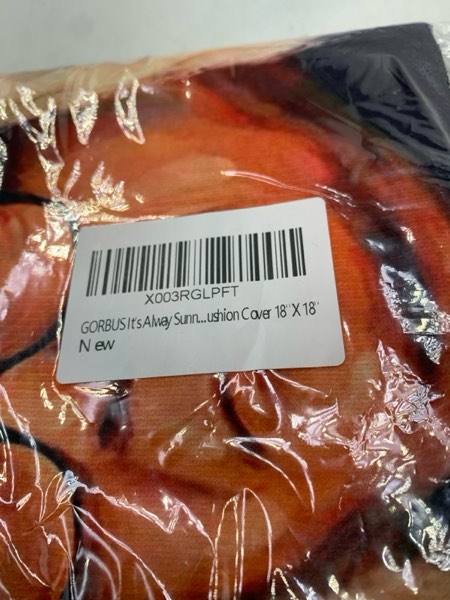 X003RGLPFT
GORBUS It's Alway Sunn...ushion Cover 18" X 18"
New